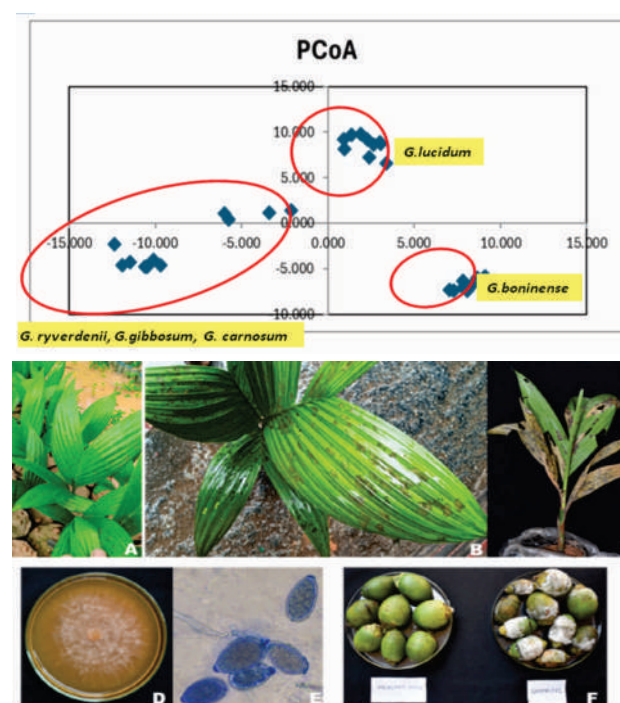 PCoA
15.000
10.000
G.lucidum
5.000
0.000
-15.000 -10.000 -5.000 0.000 5.000 10.000 15.000
-5.000
G.boninense
-10.000
G. ryverdenii, G.gibbosum, G. carnosum
A B
D E F